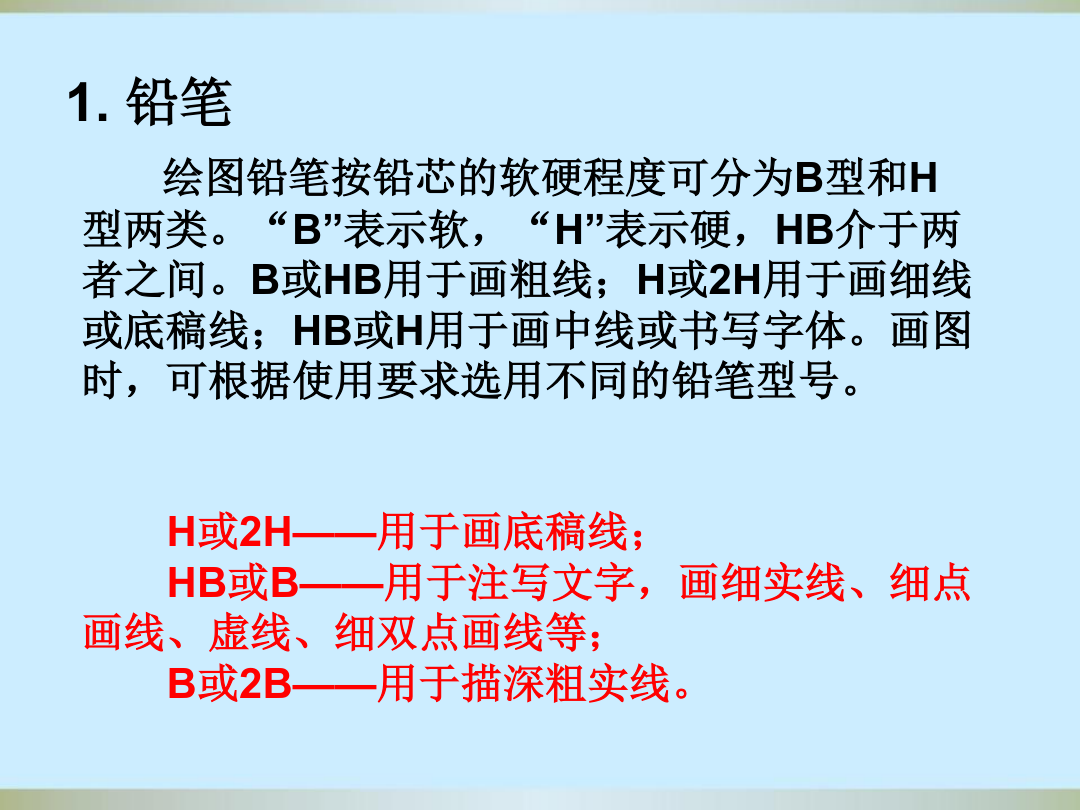 1. 铅笔
绘图铅笔按铅芯的软硬程度可分为B型和H
型两类。“B”表示软，“H”表示硬，HB介于两
者之间。B或HB用于画粗线；H或2H用于画细线
或底稿线；HB或H用于画中线或书写字体。画图
时，可根据使用要求选用不同的铅笔型号。
H或2H——用于画底稿线；
HB或B——用于注写文字，画细实线、细点
画线、虚线、细双点画线等；
B或2B——用于描深粗实线。